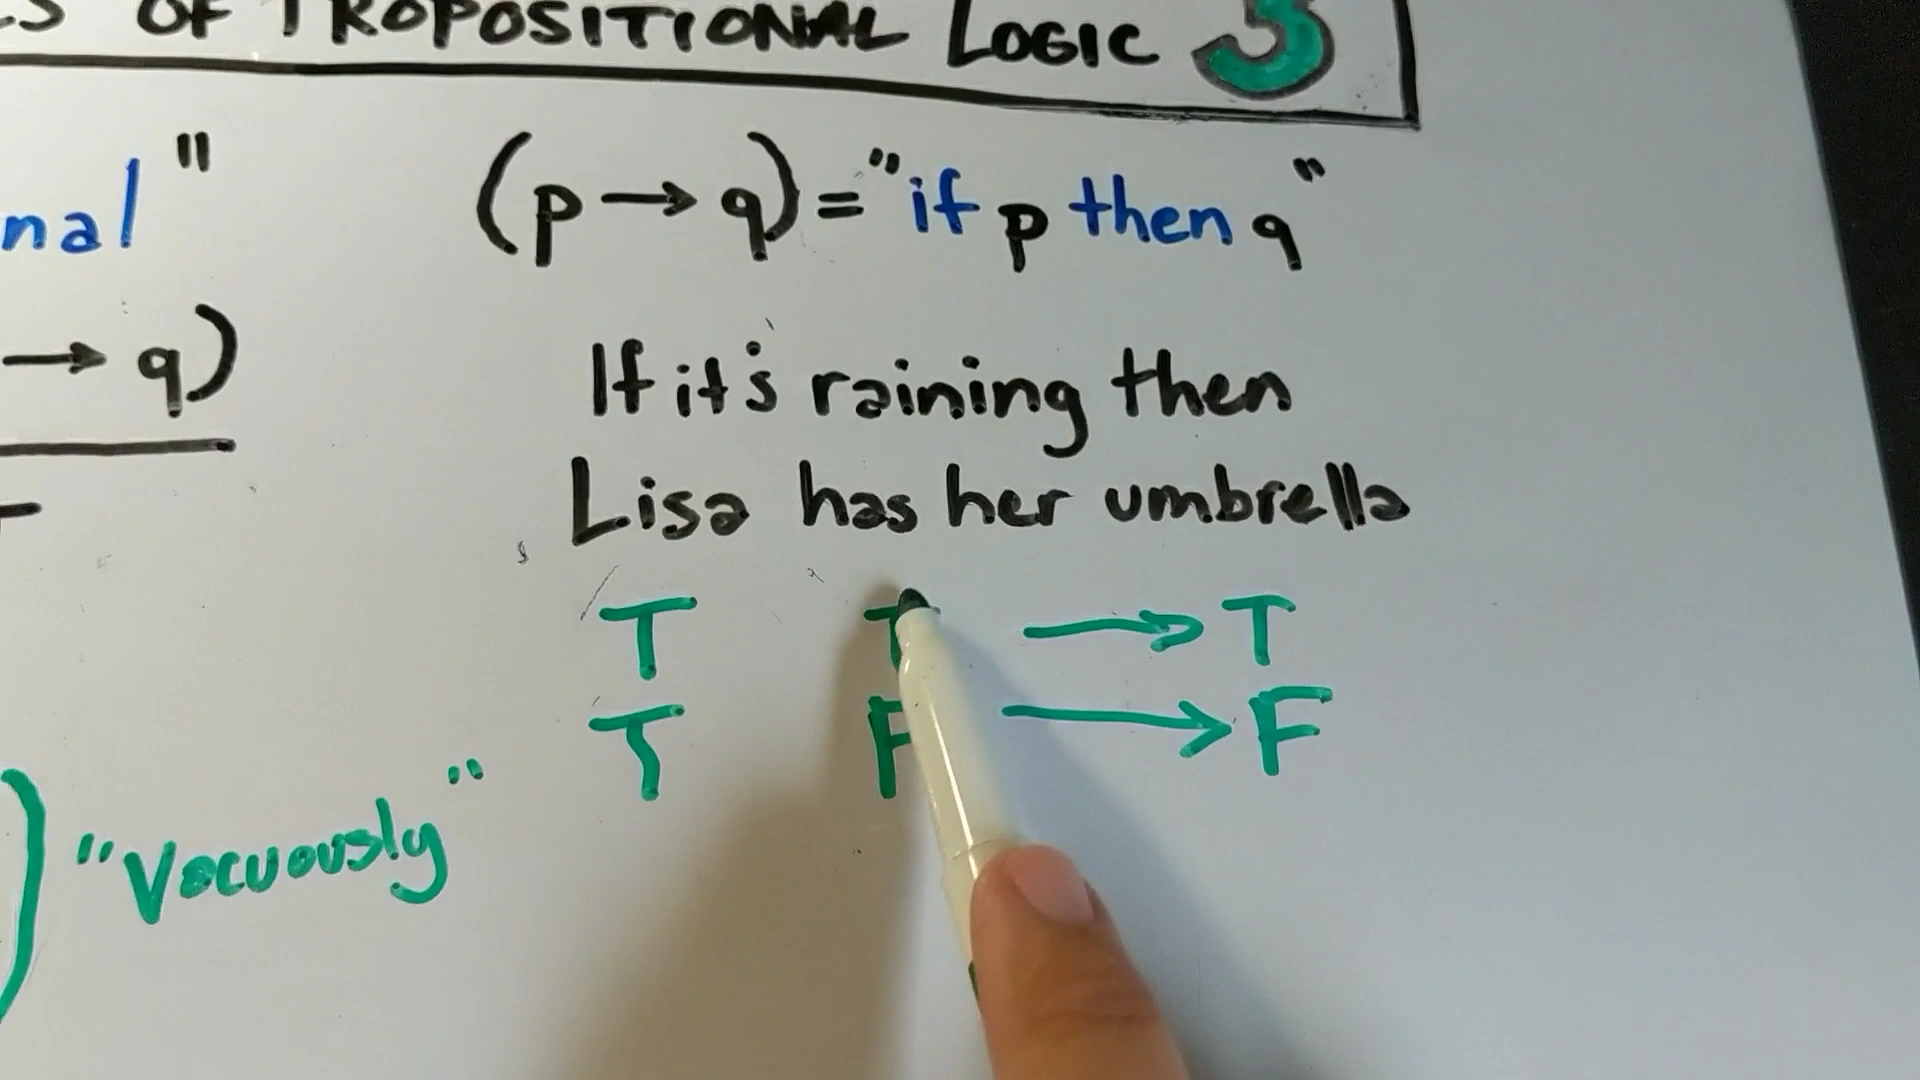 OF PROPOSITIONAL LOGIC 3
nal"
(p → q) = "if p then q"
→ q)
If it's raining then
Lisa has her umbrella
T T → T
T F → F
"Vacuously"